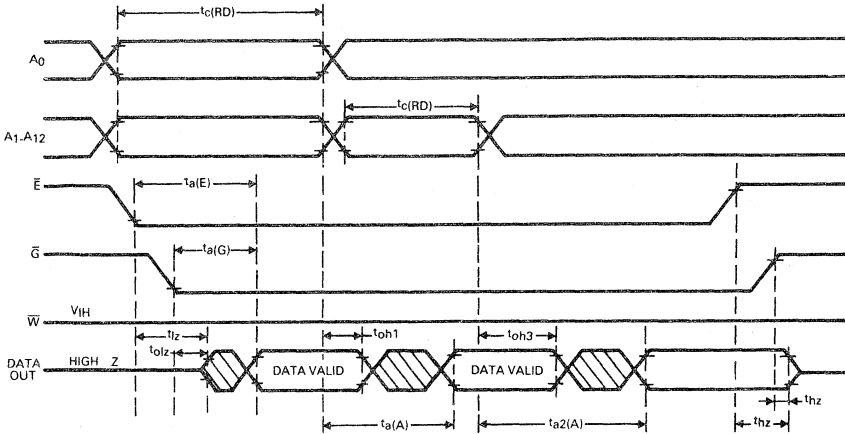 tc(RD)
A0
tc(RD)
A1-A12
E
ta(E)
G
ta(G)
W VIH
tlz toh1 toh3
tolz
DATA OUT HIGH Z DATA VALID DATA VALID
thz
ta(A) ta2(A) thz